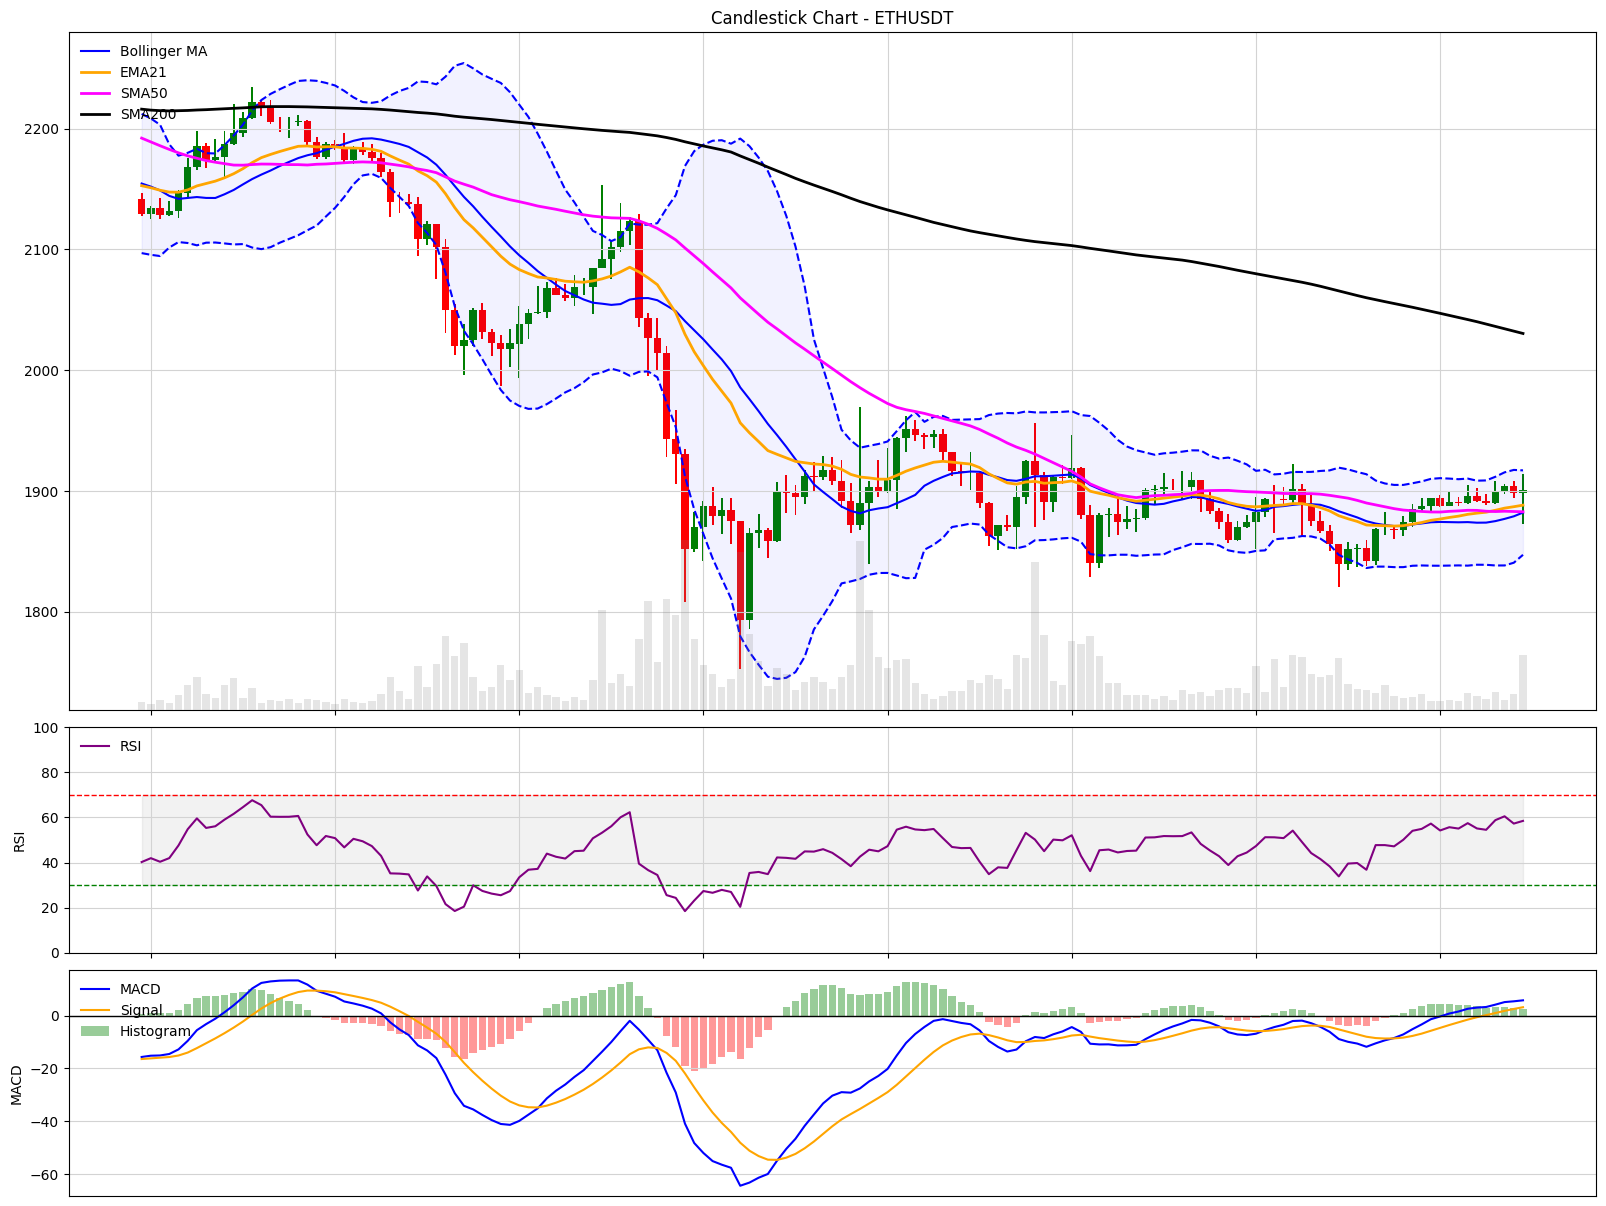 Candlestick Chart - ETHUSDT
Bollinger MA
EMA21
SMA50
SMA200
2200
2100
2000
1900
1800
RSI
100
80
60
40
20
0
RSI
MACD
Signal
Histogram
0
−20
−40
−60
MACD